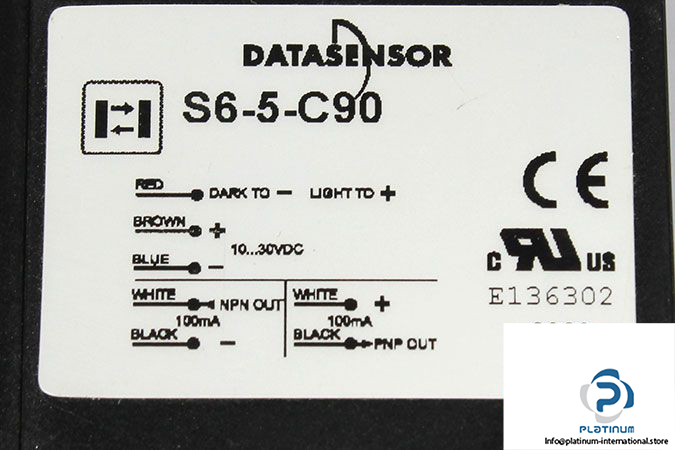 DATASENSOR
S6-5-C90
RED DARK TO - LIGHT TO +
BROWN +
10...30VDC
BLUE -
WHITE NPN OUT
100mA
BLACK -
WHITE +
100mA
BLACK PNP OUT
CE
C RU US
E136302
PLATINUM
info@platinum-international.store